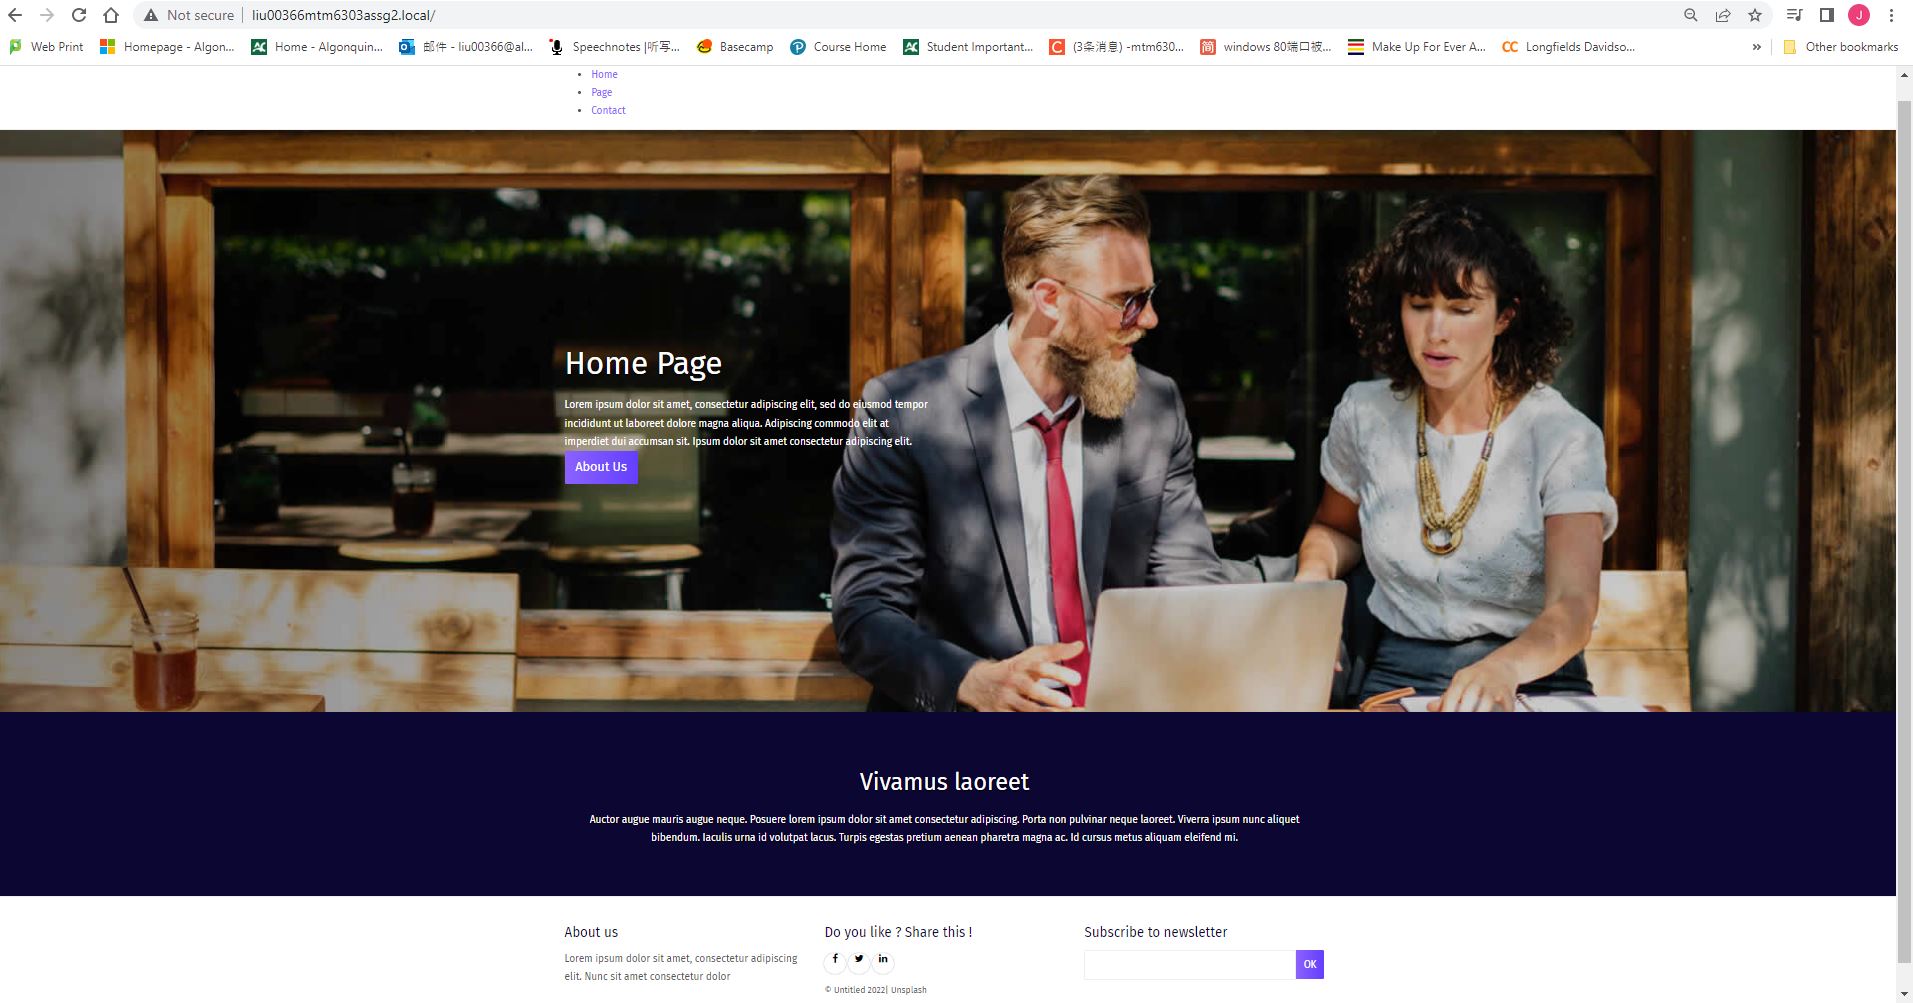 Not secure | liu00366mtm6303assg2.local/
J
Web Print
Homepage - Algon...
Home - Algonquin...
邮件 - liu00366@al...
Speechnotes |听写...
Basecamp
Course Home
Student Important...
(3条消息) -mtm630...
windows 80端口被...
Make Up For Ever A...
Longfields Davidso...
»
Other bookmarks
Home
Page
Contact
Home Page
Lorem ipsum dolor sit amet, consectetur adipiscing elit, sed do eiusmod tempor
incididunt ut laboreet dolore magna aliqua. Adipiscing commodo elit at
imperdiet dui accumsan sit. Ipsum dolor sit amet consectetur adipiscing elit.
About Us
Vivamus laoreet
Auctor augue mauris augue neque. Posuere lorem ipsum dolor sit amet consectetur adipiscing. Porta non pulvinar neque laoreet. Viverra ipsum nunc aliquet
bibendum. Iaculis urna id volutpat lacus. Turpis egestas pretium aenean pharetra magna ac. Id cursus metus aliquam eleifend mi.
About us
Lorem ipsum dolor sit amet, consectetur adipiscing
elit. Nunc sit amet consectetur dolor
Do you like ? Share this !
© Untitled 2022| Unsplash
Subscribe to newsletter
OK